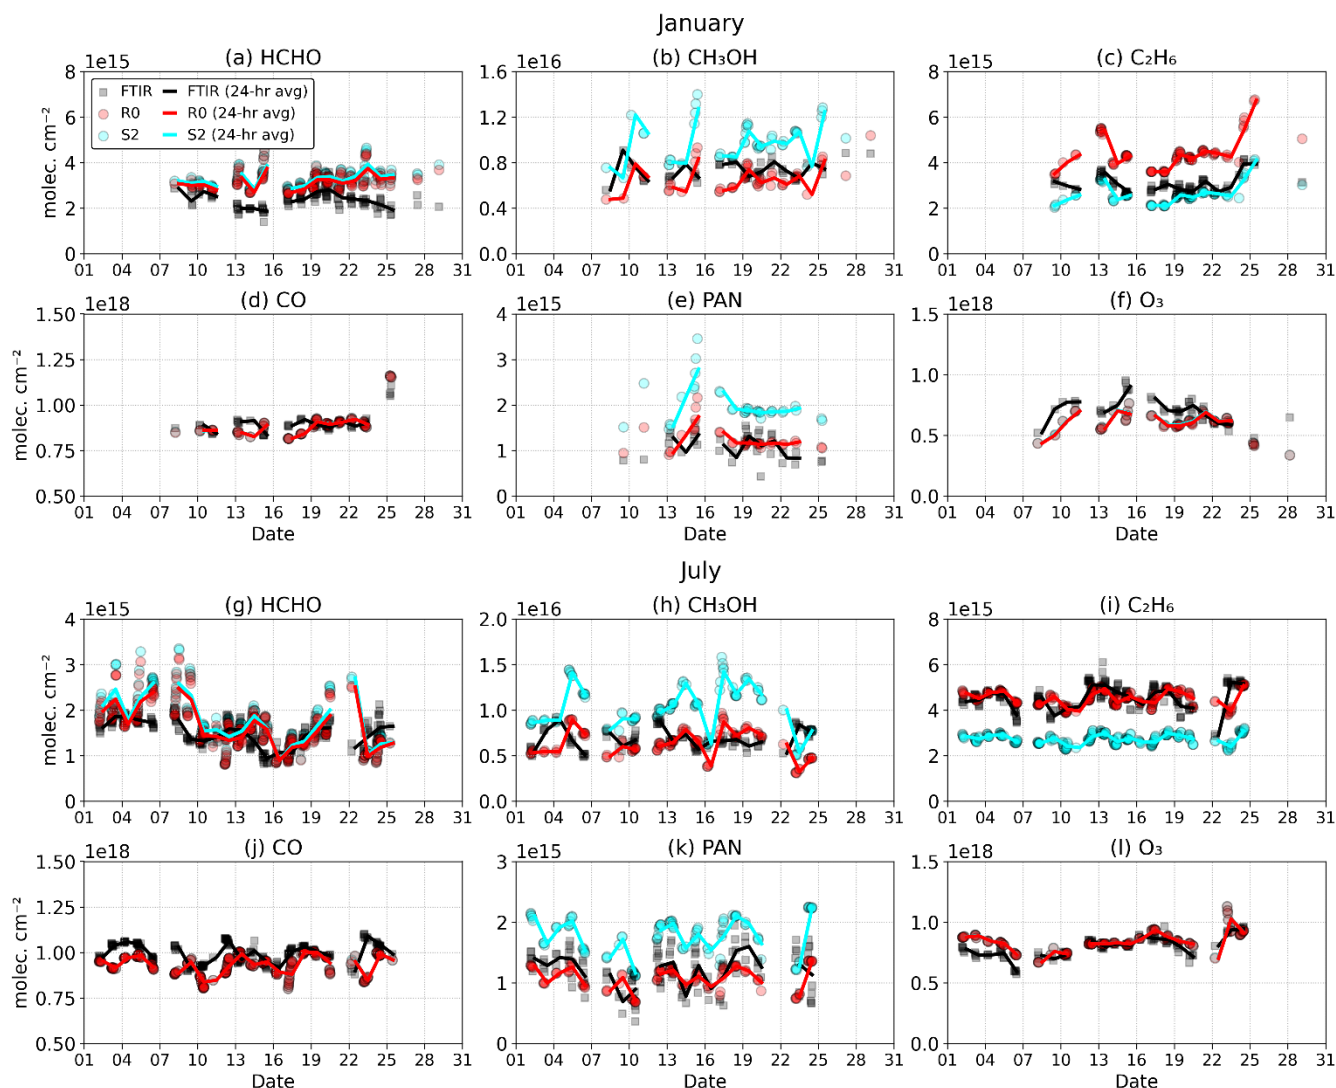 January
(a) HCHO
(b) CH₃OH
(c) C₂H₆
1e15
1e16
1e15
molec. cm⁻²
8
6
4
2
0
FTIR
R0
S2
FTIR (24-hr avg)
R0 (24-hr avg)
S2 (24-hr avg)
01 04 07 10 13 16 19 22 25 28 31
1.6
1.2
0.8
0.4
0.0
01 04 07 10 13 16 19 22 25 28 31
8
6
4
2
0
01 04 07 10 13 16 19 22 25 28 31
(d) CO
(e) PAN
(f) O₃
1e18
1e15
1e18
molec. cm⁻²
1.50
1.25
1.00
0.75
0.50
01 04 07 10 13 16 19 22 25 28 31
Date
4
3
2
1
0
01 04 07 10 13 16 19 22 25 28 31
Date
1.8
1.5
1.0
0.5
0.0
01 04 07 10 13 16 19 22 25 28 31
Date
July
(g) HCHO
(h) CH₃OH
(i) C₂H₆
1e15
1e16
1e15
molec. cm⁻²
4
3
2
1
0
01 04 07 10 13 16 19 22 25 28 31
2.0
1.5
1.0
0.5
0.0
01 04 07 10 13 16 19 22 25 28 31
8
6
4
2
0
01 04 07 10 13 16 19 22 25 28 31
(j) CO
(k) PAN
(l) O₃
1e18
1e15
1e18
molec. cm⁻²
1.50
1.25
1.00
0.75
0.50
01 04 07 10 13 16 19 22 25 28 31
Date
3
2
1
0
01 04 07 10 13 16 19 22 25 28 31
Date
1.5
1.0
0.5
0.0
01 04 07 10 13 16 19 22 25 28 31
Date